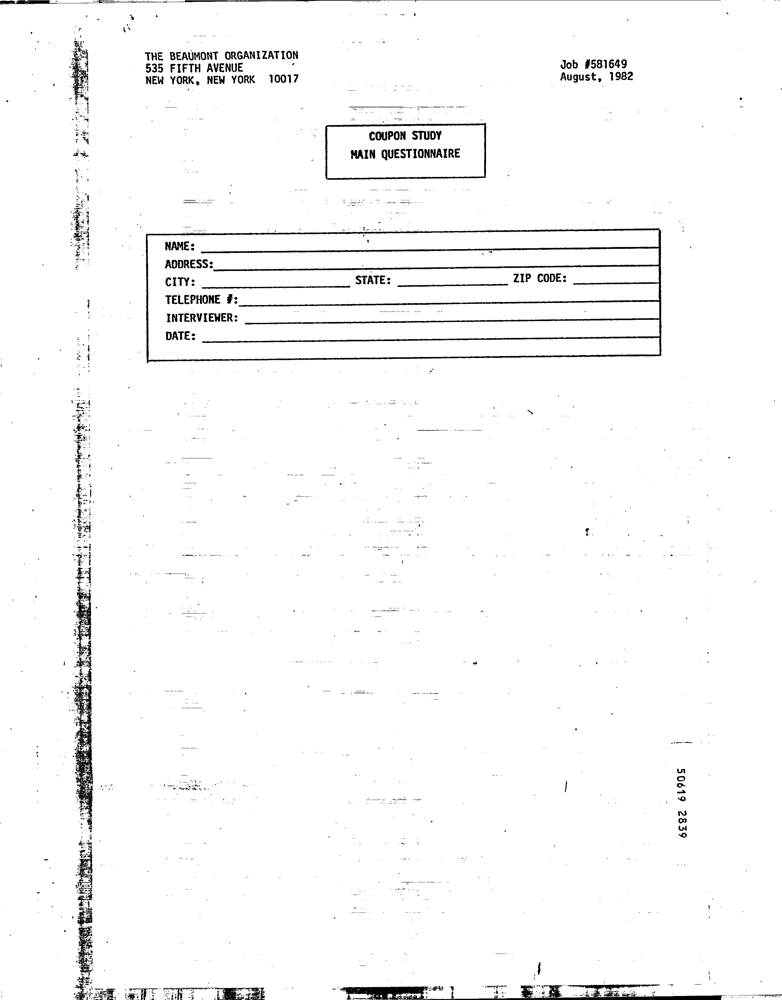 THE BEAUMONT ORGANIZATION
535 FIFTH AVENUE
NEW YORK, NEW YORK 10017
Job #581649
August, 1982
COUPON STUDY
MAIN QUESTIONNAIRE
NAME:
ADDRESS:
CITY: STATE: ZIP CODE:
TELEPHONE #:
INTERVIEWER:
DATE:
50619 2839